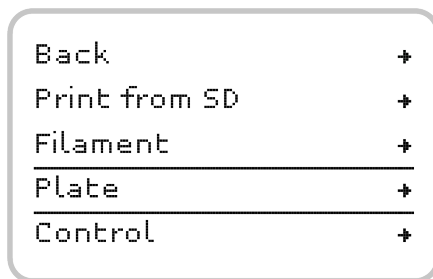 Back →
Print from SD →
Filament →
Plate →
Control →